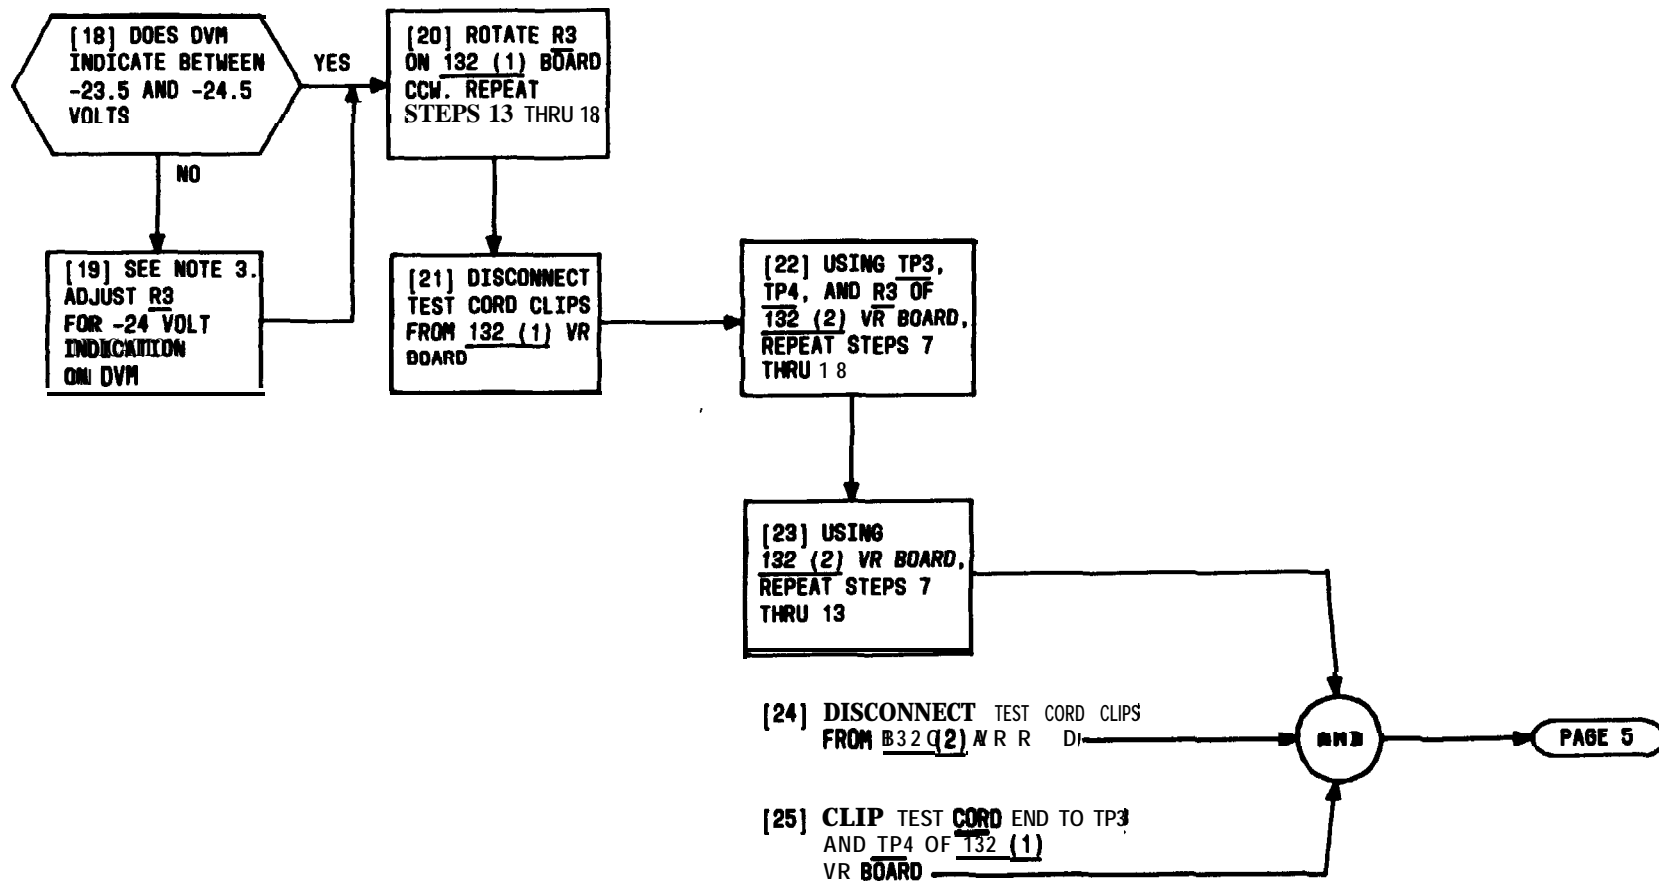 [18] DOES DVM
INDICATE BETWEEN
-23.5 AND -24.5
VOLTS
YES
NO
[19] SEE NOTE 3.
ADJUST R3
FOR -24 VOLT
INDICATION
ON DVM
[20] ROTATE R3
ON 132 (1) BOARD
CCW. REPEAT
STEPS 13 THRU 18
[21] DISCONNECT
TEST CORD CLIPS
FROM 132 (1) VR
BOARD
[22] USING TP3,
TP4, AND R3 OF
132 (2) VR BOARD,
REPEAT STEPS 7
THRU 18
[23] USING
132 (2) VR BOARD,
REPEAT STEPS 7
THRU 13
[24] DISCONNECT TEST CORD CLIPS
FROM (2)
[25] CLIP TEST CORD END TO TP3
AND TP4 OF 132 (1)
VR BOARD
AND
PAGE 5